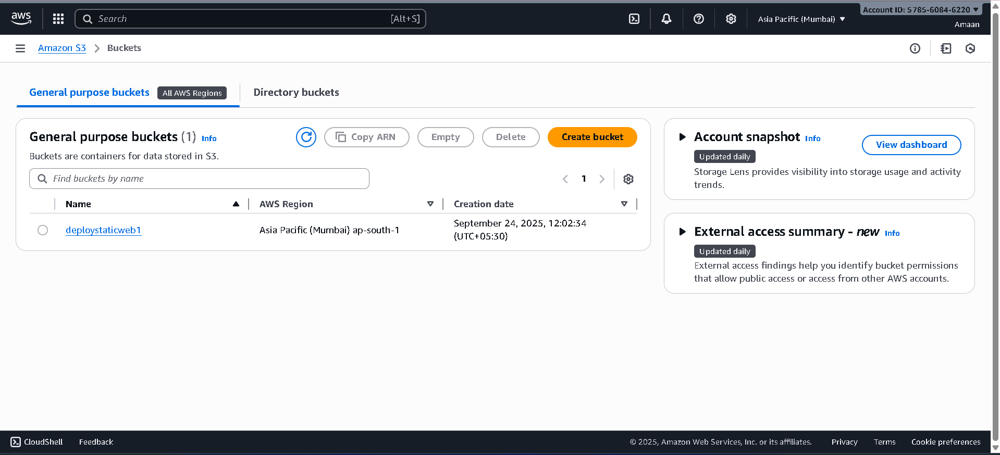 aws
Search [Alt+S]
Asia Pacific (Mumbai)
Account ID: 5785-6084-6220
Amaan
Amazon S3 Buckets
General purpose buckets All AWS Regions Directory buckets
General purpose buckets (1) Info
Copy ARN Empty Delete Create bucket
Buckets are containers for data stored in S3.
Find buckets by name
1
Name AWS Region Creation date
deploystaticweb1 Asia Pacific (Mumbai) ap-south-1 September 24, 2025, 12:02:34
(UTC+05:30)
Account snapshot Info
View dashboard
Updated daily
Storage Lens provides visibility into storage usage and activity
trends.
External access summary - new Info
Updated daily
External access findings help you identify bucket permissions
that allow public access or access from other AWS accounts.
CloudShell Feedback © 2025, Amazon Web Services, Inc. or its affiliates. Privacy Terms Cookie preferences